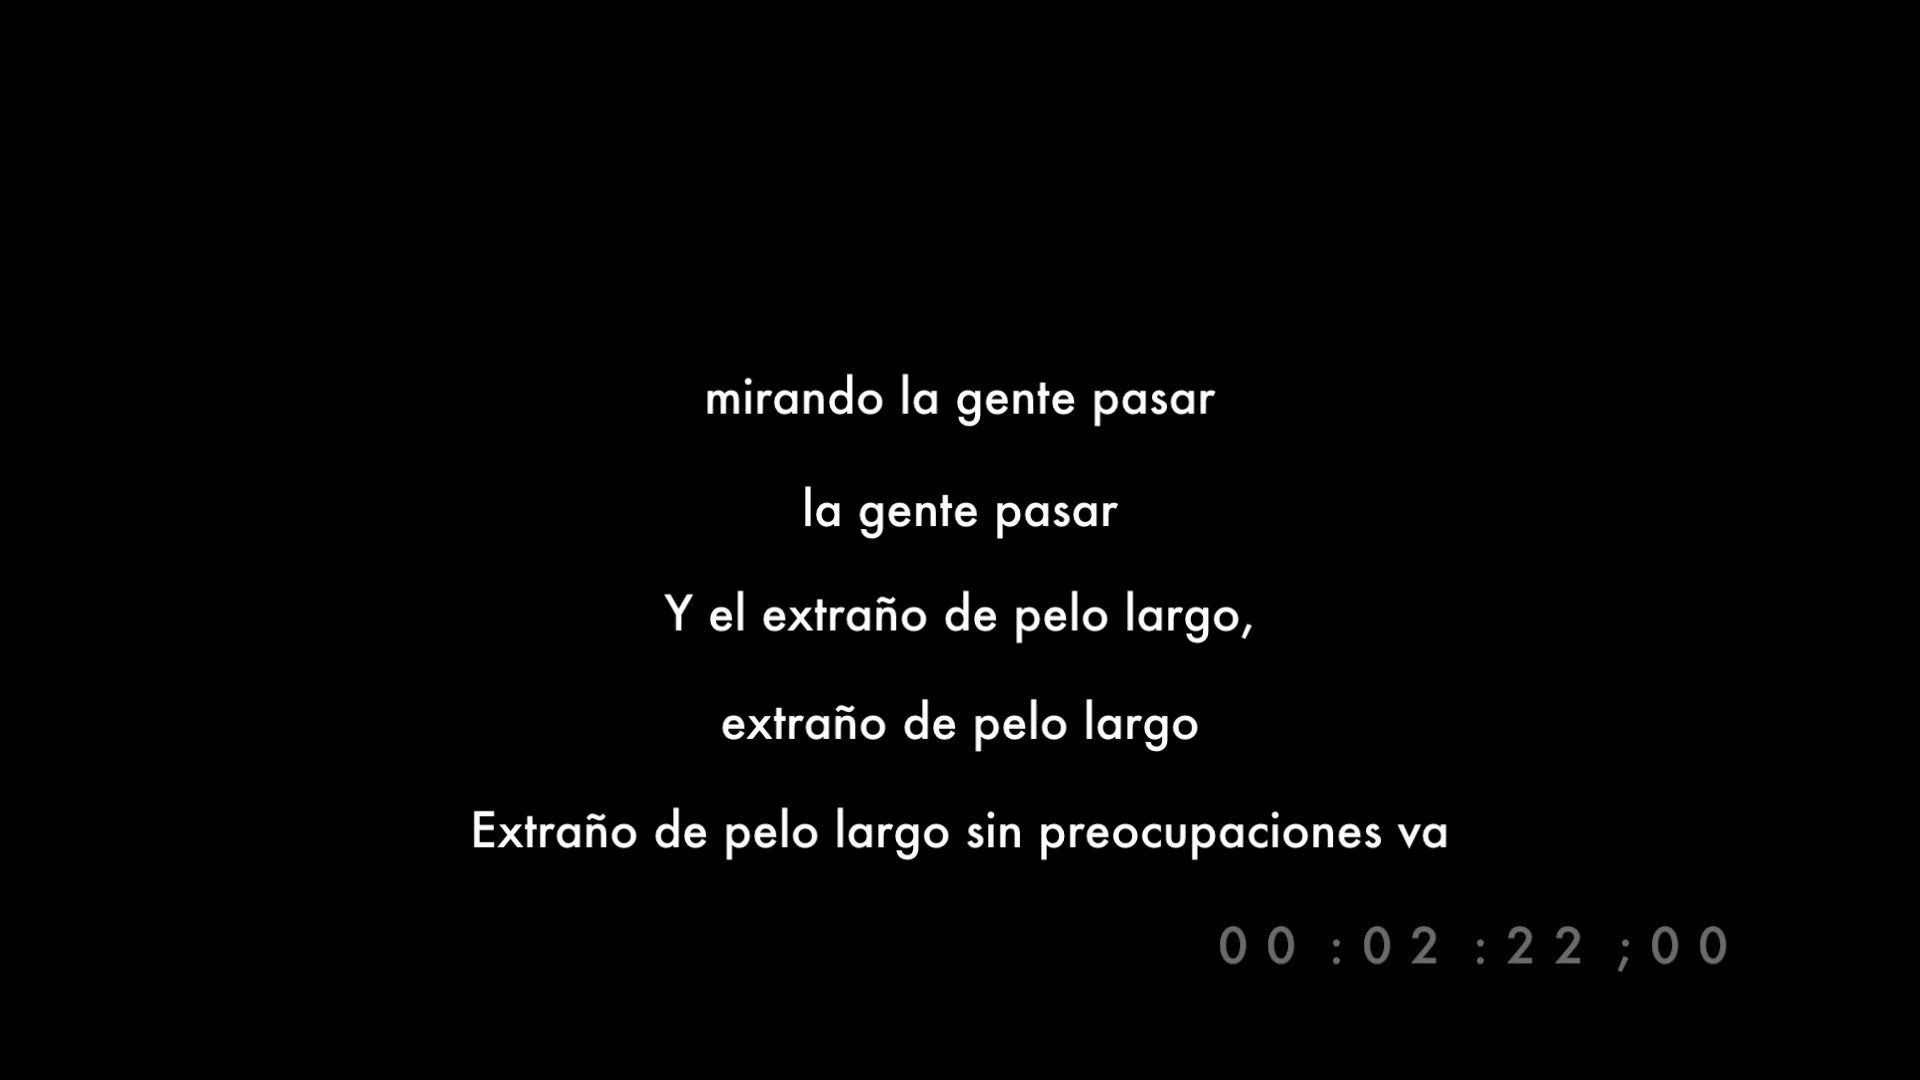 mirando la gente pasar
la gente pasar
Y el extraño de pelo largo,
extraño de pelo largo
Extraño de pelo largo sin preocupaciones va
00:02:22;00